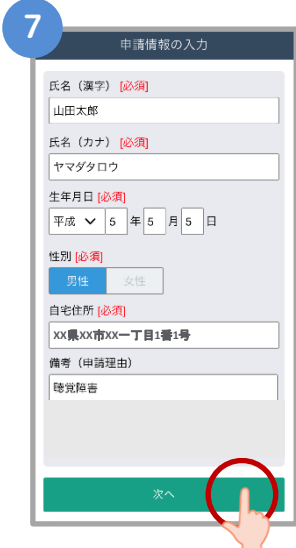 7
申請情報の入力
氏名（漢字） [必須]
山田太郎
氏名（カナ） [必須]
ヤマダタロウ
生年月日 [必須]
平成 5 年 5 月 5 日
性別 [必須]
男性 女性
自宅住所 [必須]
XX県XX市XX一丁目1番1号
備考（申請理由）
聴覚障害
次へ